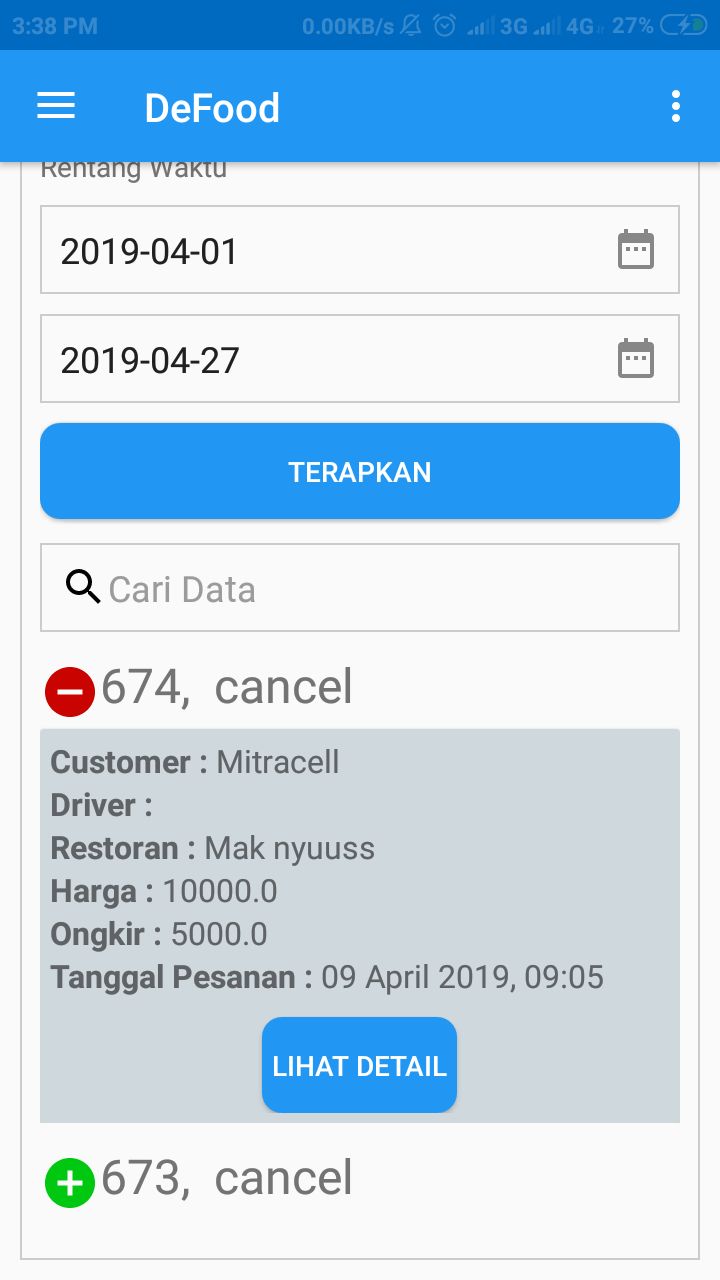 3:38 PM 0.00KB/s 3G 4G 27%
DeFood
Rentang Waktu
2019-04-01
2019-04-27
TERAPKAN
Cari Data
674, cancel
Customer : Mitracell
Driver :
Restoran : Mak nyuuss
Harga : 10000.0
Ongkir : 5000.0
Tanggal Pesanan : 09 April 2019, 09:05
LIHAT DETAIL
673, cancel